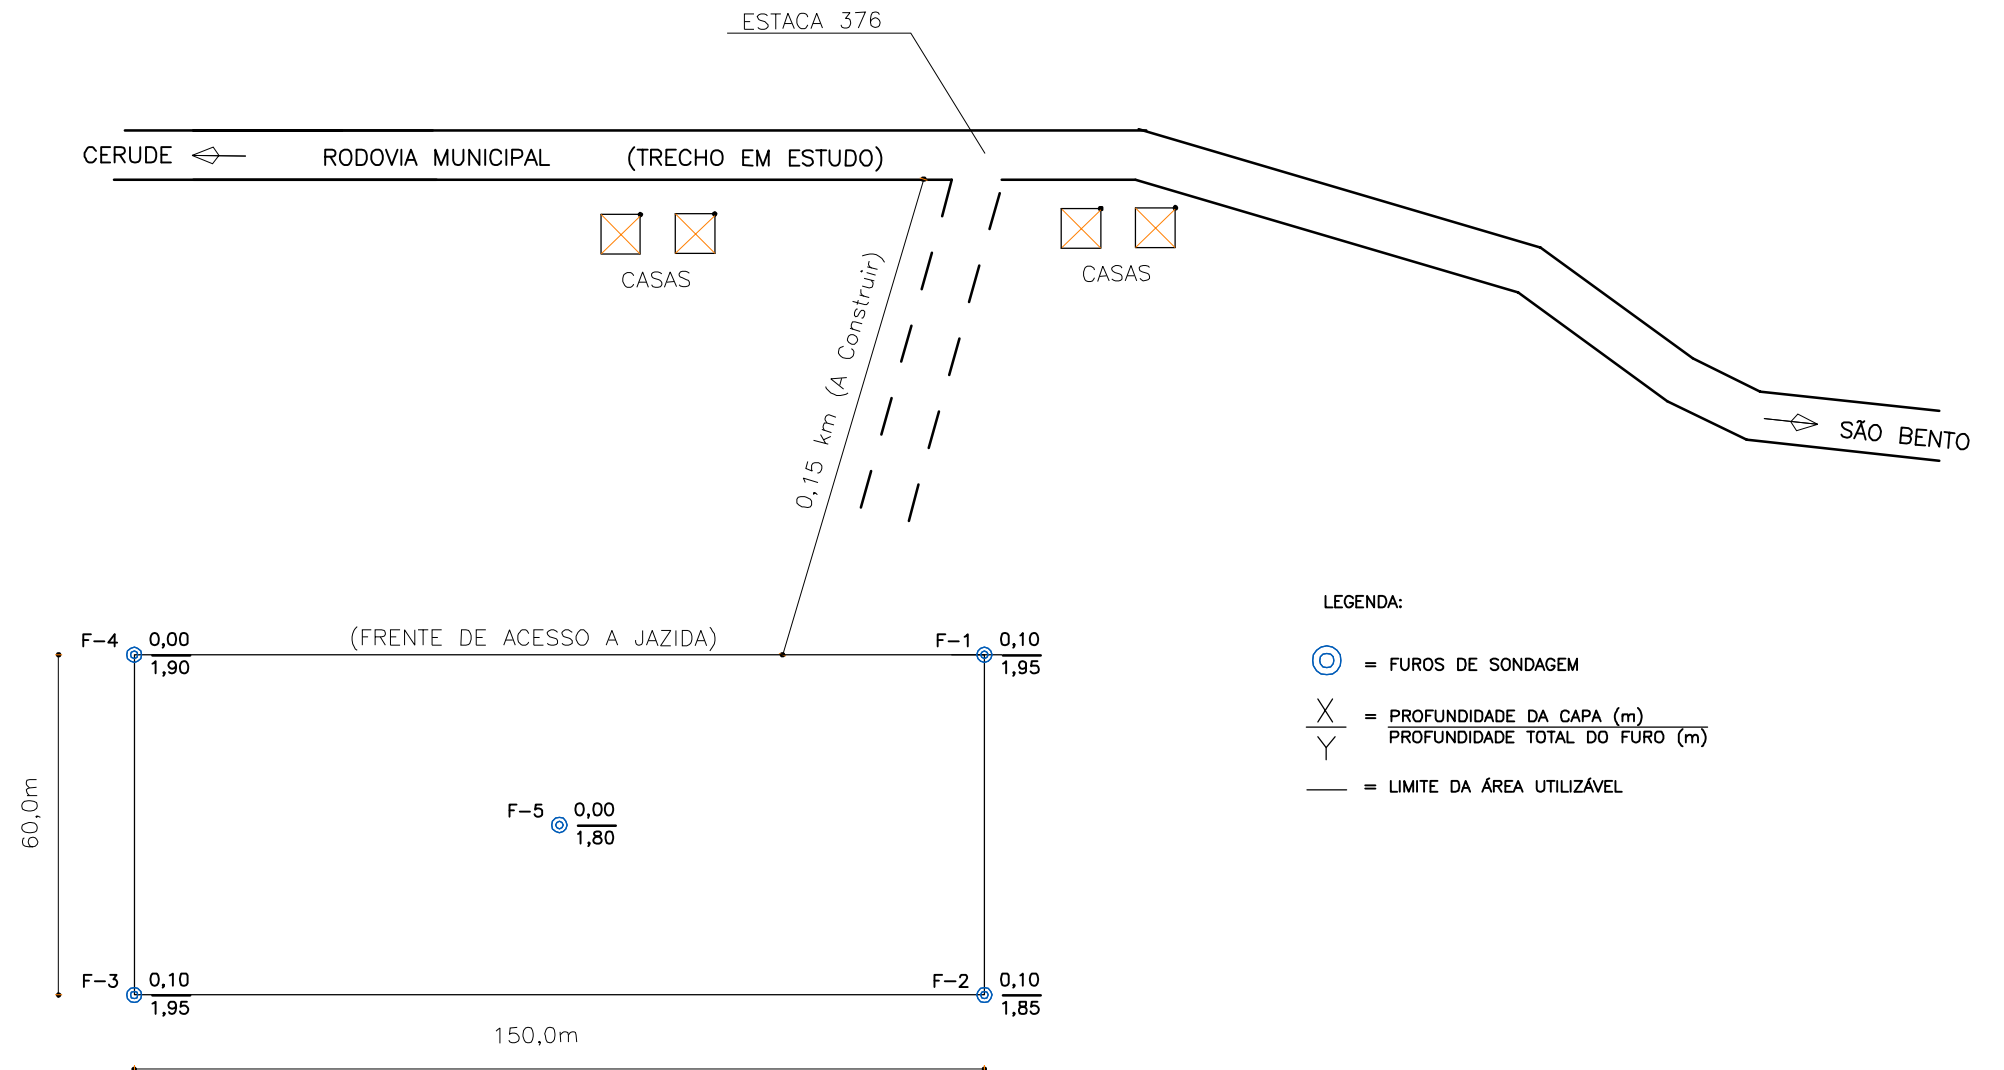 ESTACA 376
CERUDE
RODOVIA MUNICIPAL (TRECHO EM ESTUDO)
CASAS
CASAS
0,15 km (A Construir)
SÃO BENTO
LEGENDA:
= FUROS DE SONDAGEM
X
Y
= PROFUNDIDADE DA CAPA (m)
PROFUNDIDADE TOTAL DO FURO (m)
= LIMITE DA ÁREA UTILIZÁVEL
F-4 0,00
1,90
(FRENTE DE ACESSO A JAZIDA)
F-1 0,10
1,95
60,0m
F-5 0,00
1,80
F-3 0,10
1,95
F-2 0,10
1,85
150,0m